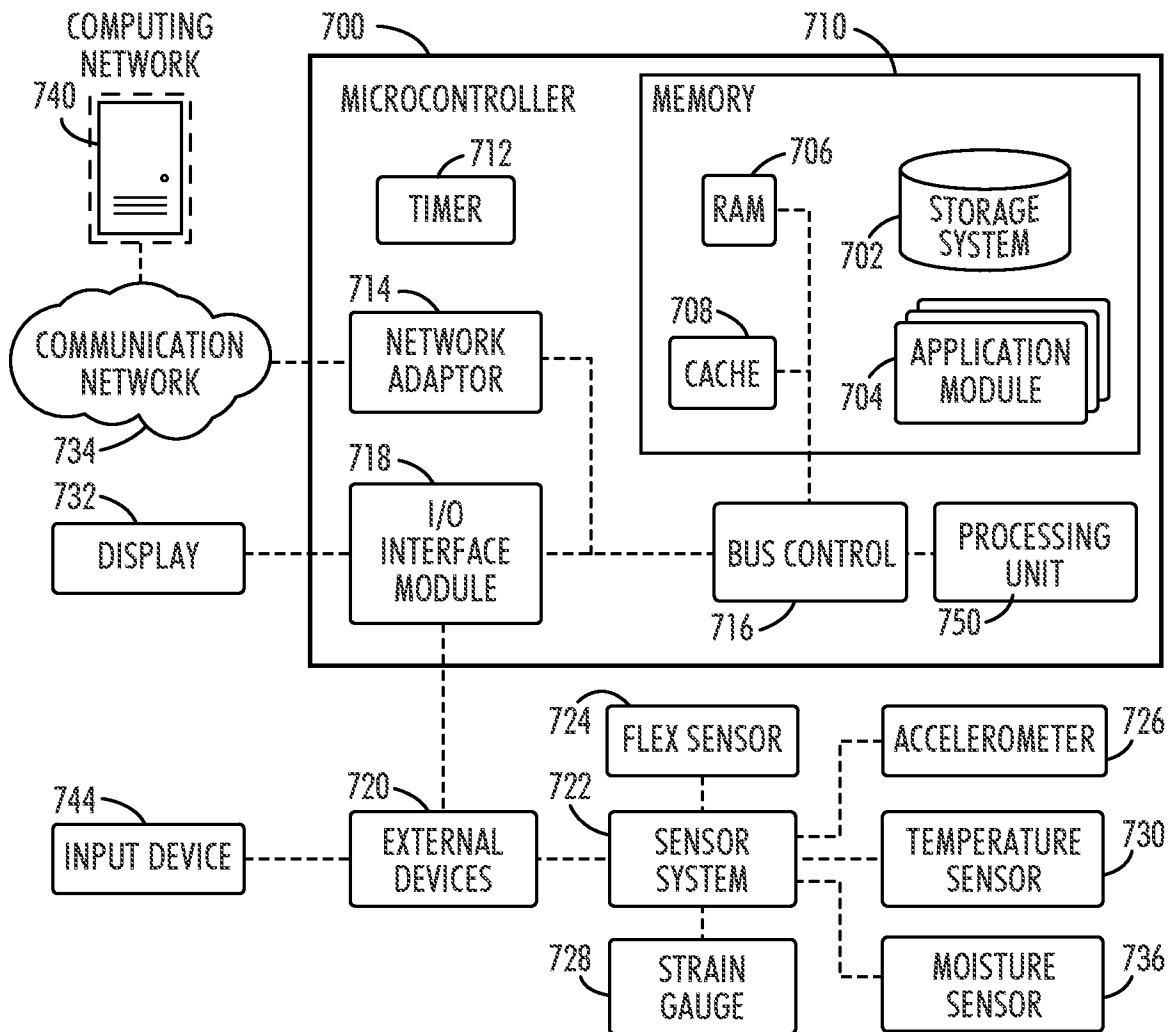 COMPUTING
NETWORK
740
700
710
MICROCONTROLLER
MEMORY
712
TIMER
706
RAM
STORAGE
SYSTEM
702
714
NETWORK
ADAPTOR
708
CACHE
APPLICATION
MODULE
704
COMMUNICATION
NETWORK
734
718
I/O
INTERFACE
MODULE
732
DISPLAY
BUS CONTROL
716
PROCESSING
UNIT
750
724
FLEX SENSOR
ACCELEROMETER
726
744
INPUT DEVICE
720
EXTERNAL
DEVICES
722
SENSOR
SYSTEM
TEMPERATURE
SENSOR
730
728
STRAIN
GAUGE
MOISTURE
SENSOR
736